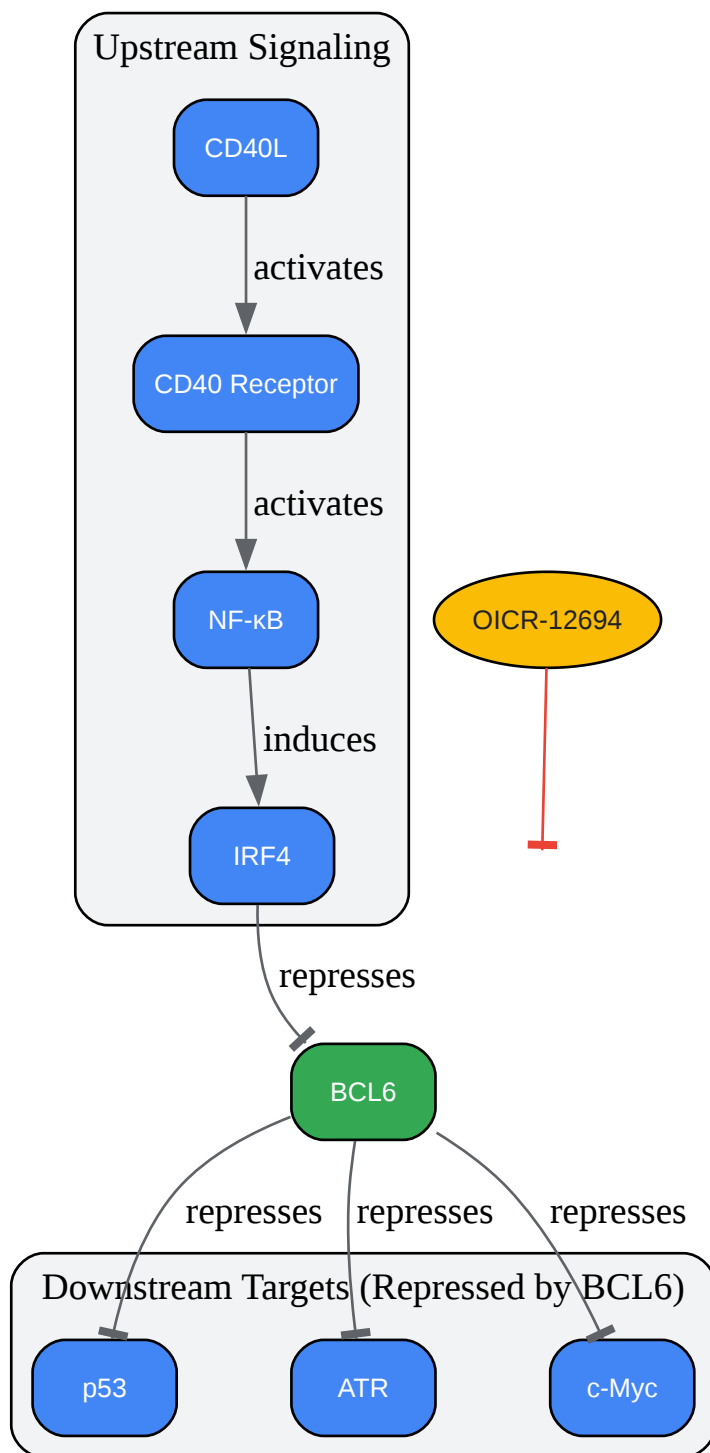 Upstream Signaling
CD40L
activates
CD40 Receptor
activates
NF-κB
OICR-12694
induces
IRF4
represses
BCL6
represses
represses
represses
Downstream Targets (Repressed by BCL6)
p53
ATR
c-Myc